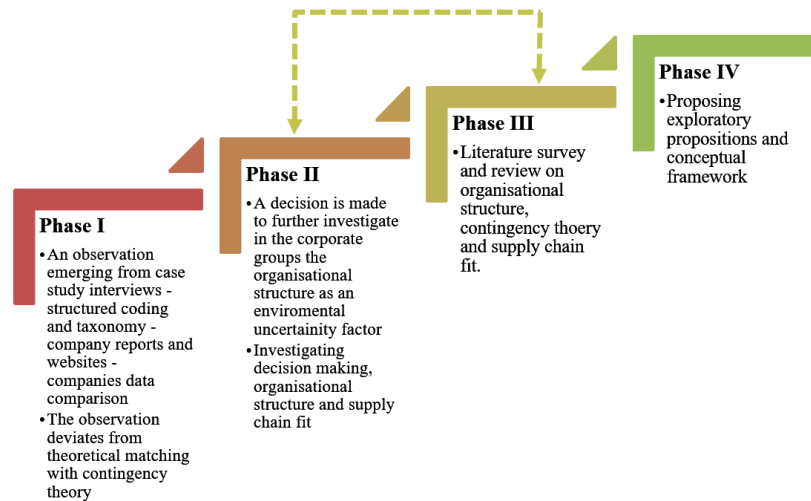 Phase I
•An observation
emerging from case
study interviews -
structured coding
and taxonomy -
company reports and
websites -
companies data
comparison
•The observation
deviates from
theoretical matching
with contingency
theory
Phase II
•A decision is made
to further investigate
in the corporate
groups the
organisational
structure as an
enviromental
uncertainity factor
•Investigating
decision making,
organisational
structure and supply
chain fit
Phase III
•Literature survey
and review on
organisational
structure,
contingency thoery
and supply chain
fit.
Phase IV
•Proposing
exploratory
propositions and
conceptual
framework